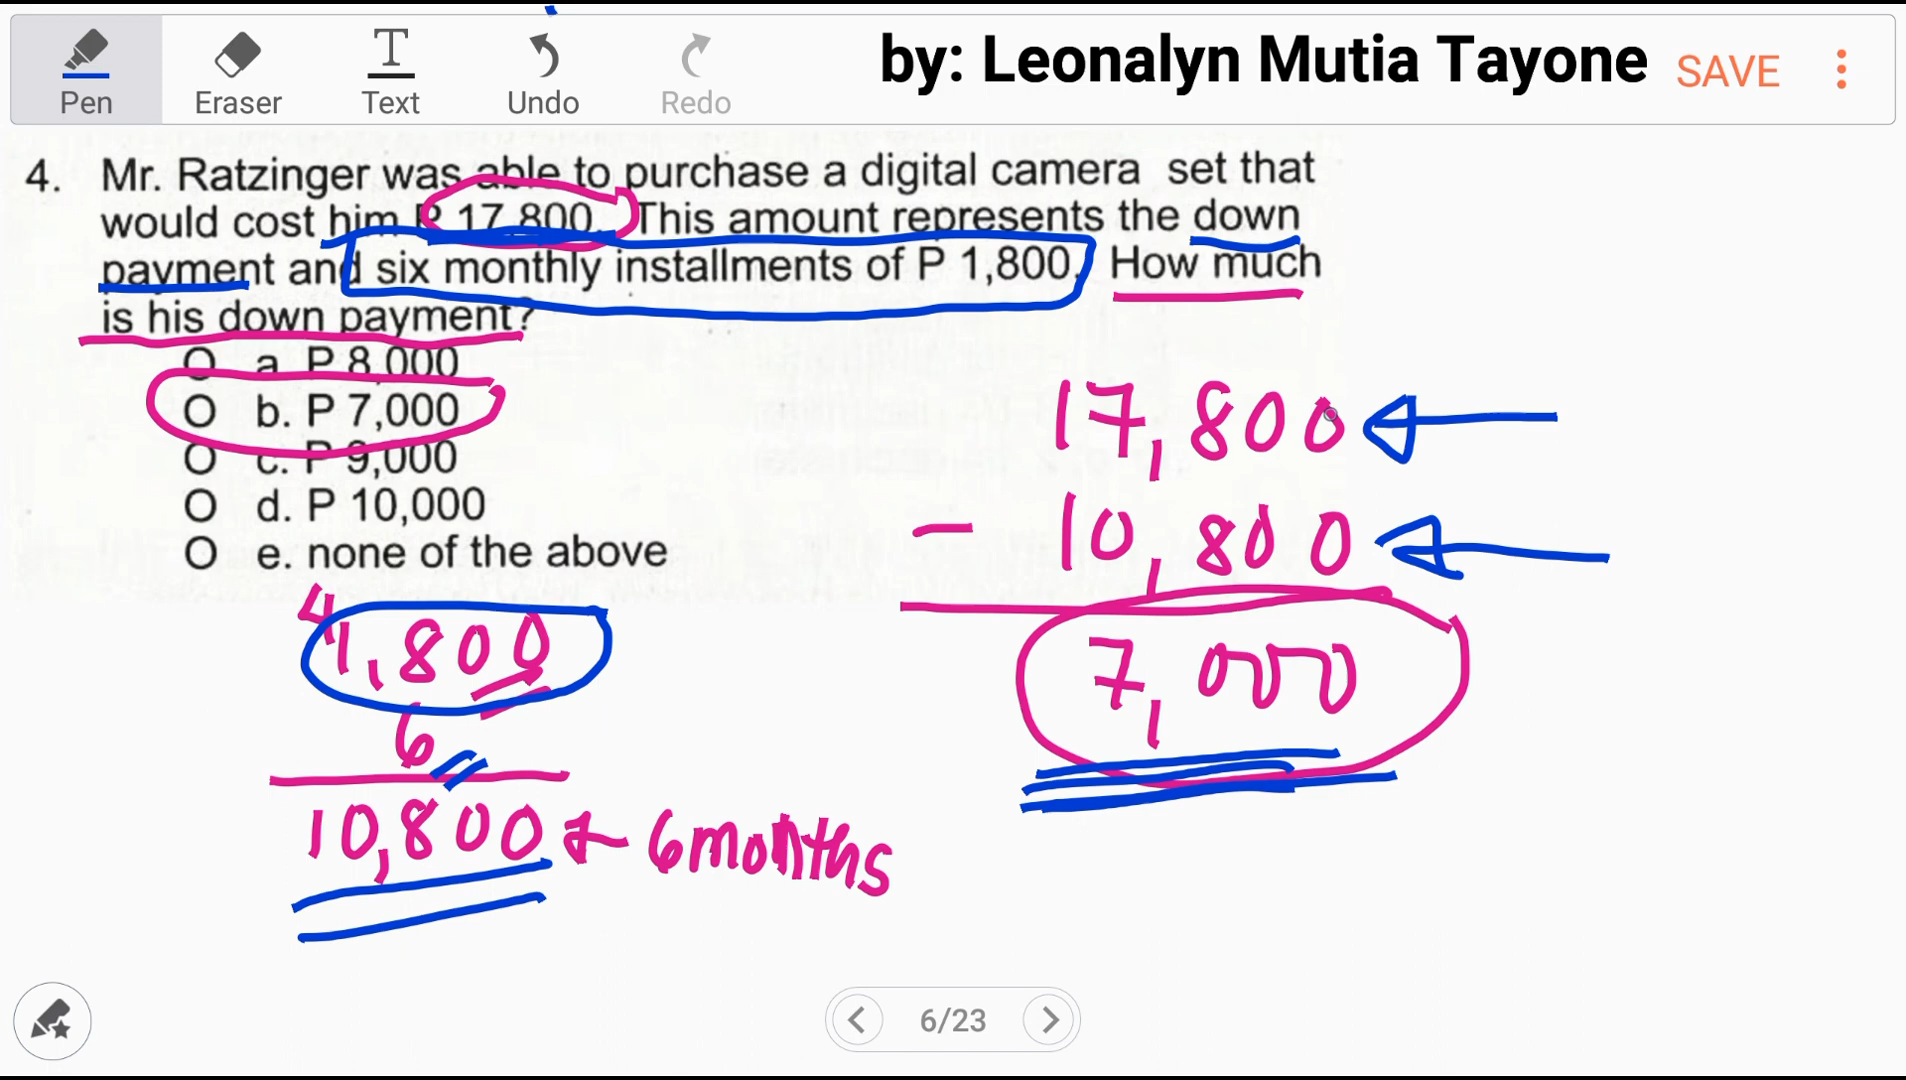 by: Leonalyn Mutia Tayone
SAVE
Pen
Eraser
Text
Undo
Redo
4. Mr. Ratzinger was able to purchase a digital camera set that
would cost him P 17,800. This amount represents the down
payment and six monthly installments of P 1,800. How much
is his down payment?
O a. P 8,000
O b. P 7,000
O c. P 9,000
O d. P 10,000
O e. none of the above
17,800
- 10,800
7,000
4
1,800
6
10,800 6 months
6/23